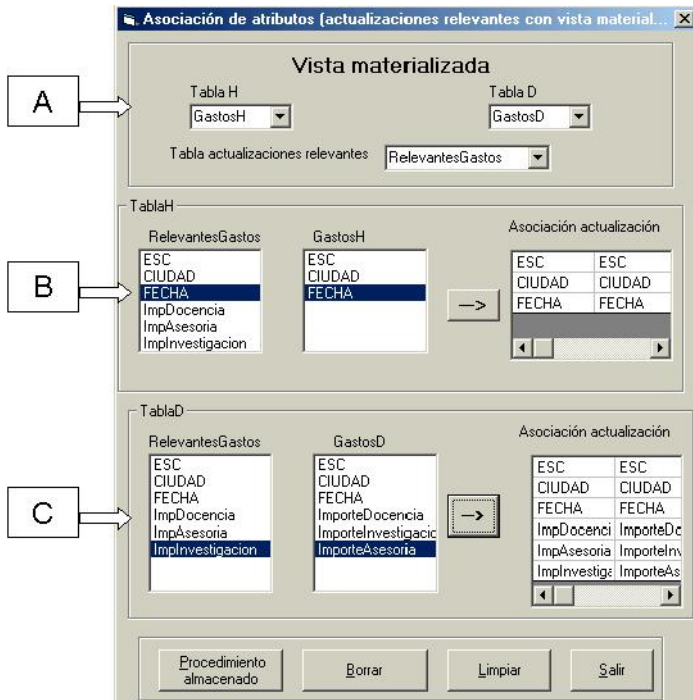 Asociación de atributos (actualizaciones relevantes con vista material...
A
Vista materializada
Tabla H
Tabla D
GastosH
GastosD
Tabla actualizaciones relevantes
RelevantesGastos
TablaH
B
RelevantesGastos
GastosH
Asociación actualización
ESC
CIUDAD
FECHA
ImpDocencia
ImpAsesoria
ImpInvestigacion
ESC
CIUDAD
FECHA
-->
ESC ESC
CIUDAD CIUDAD
FECHA FECHA
TablaD
C
RelevantesGastos
GastosD
Asociación actualización
ESC
CIUDAD
FECHA
ImpDocencia
ImpAsesoria
ImpInvestigacion
ESC
CIUDAD
FECHA
ImporteDocencia
ImporteInvestigacic
ImporteAsesoria
-->
ESC ESC
CIUDAD CIUDAD
FECHA FECHA
ImpDocenci ImporteDc
ImpAsesoria ImporteInv
ImpInvestiga ImporteAs
Procedimiento
almacenado
Borrar
Limpiar
Salir